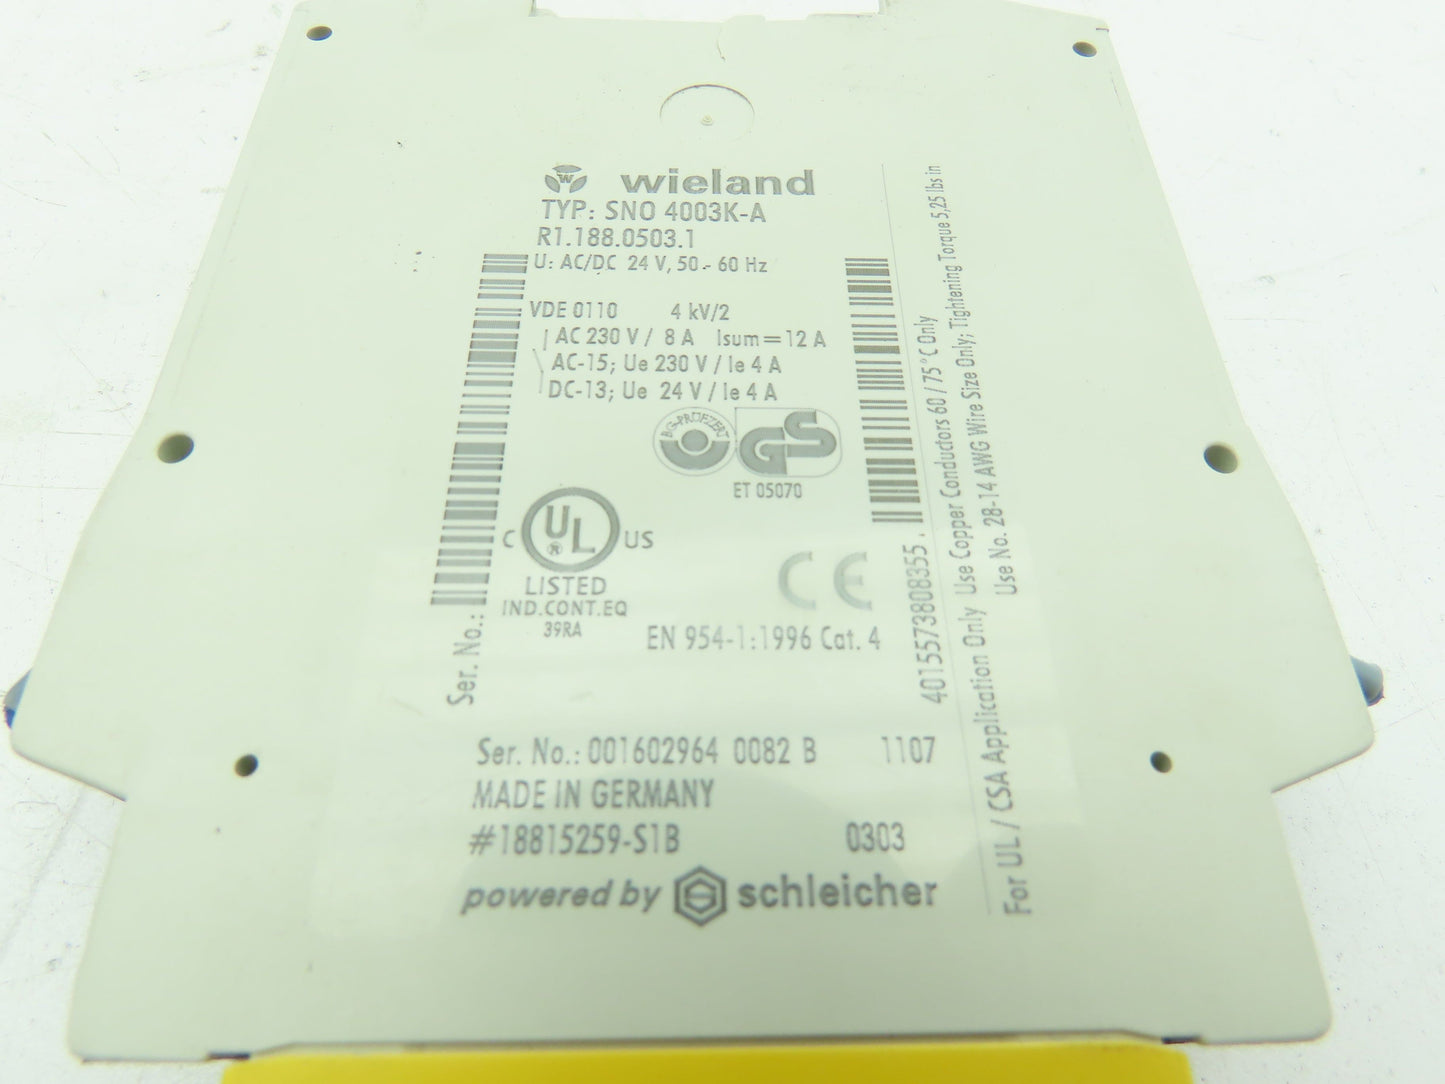 wieland
TYP: SNO 4003K-A
R1.188.0503.1
U: AC/DC 24 V, 50.- 60 Hz
VDE 0110 4 kV/2
AC 230 V / 8 A Isum = 12 A
AC-15; Ue 230 V / Ie 4 A
DC-13; Ue 24 V / Ie 4 A
BG-PRÜFZERT
GS
ET 05070
C UL US
®
LISTED
IND.CONT.EQ
39RA
CE
EN 954-1:1996 Cat. 4
Ser. No.:
4015573808355
For UL / CSA Application Only Use Copper Conductors 60 / 75 °C Only
Use No. 28-14 AWG Wire Size Only; Tightening Torque 5,25 lbs in
Ser. No.: 001602964 0082 B 1107
MADE IN GERMANY
#18815259-S1B 0303
powered by S schleicher